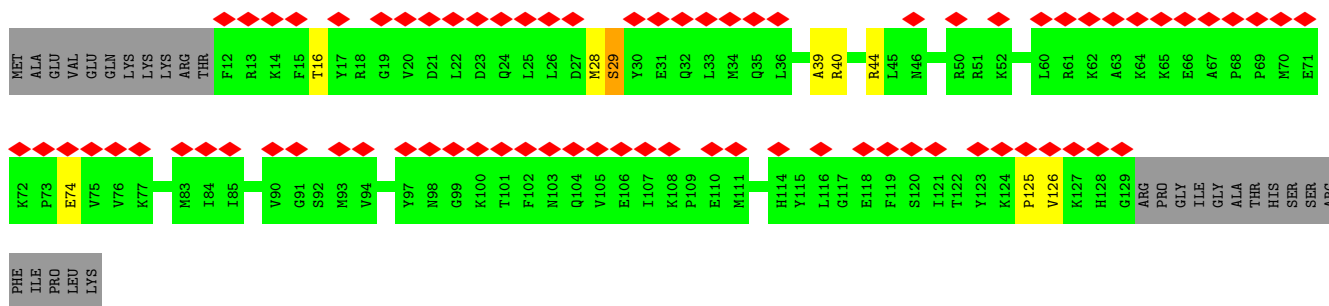 MET ALA GLU VAL GLU GLN LYS LYS LYS ARG THR F12 R13 K14 F15 T16 Y17 R18 G19 V20 D21 L22 D23 Q24 L25 L26 D27 M28 S29 Y30 E31 Q32 L33 M34 Q35 L36 A39 R40 R44 L45 N46 R50 R51 K52 L60 R61 K62 A63 K64 K65 E66 A67 P68 P69 M70 E71
K72 P73 E74 V75 V76 K77 M83 I84 I85 V90 G91 S92 M93 V94 Y97 N98 G99 K100 T101 F102 N103 Q104 V105 E106 I107 K108 P109 E110 M111 H114 Y115 L116 G117 E118 F119 S120 I121 T122 Y123 K124 P125 V126 K127 H128 G129 ARG PRO GLY ILE GLY ALA THR HIS SER SER ARG
PHE ILE PRO LEU LYS